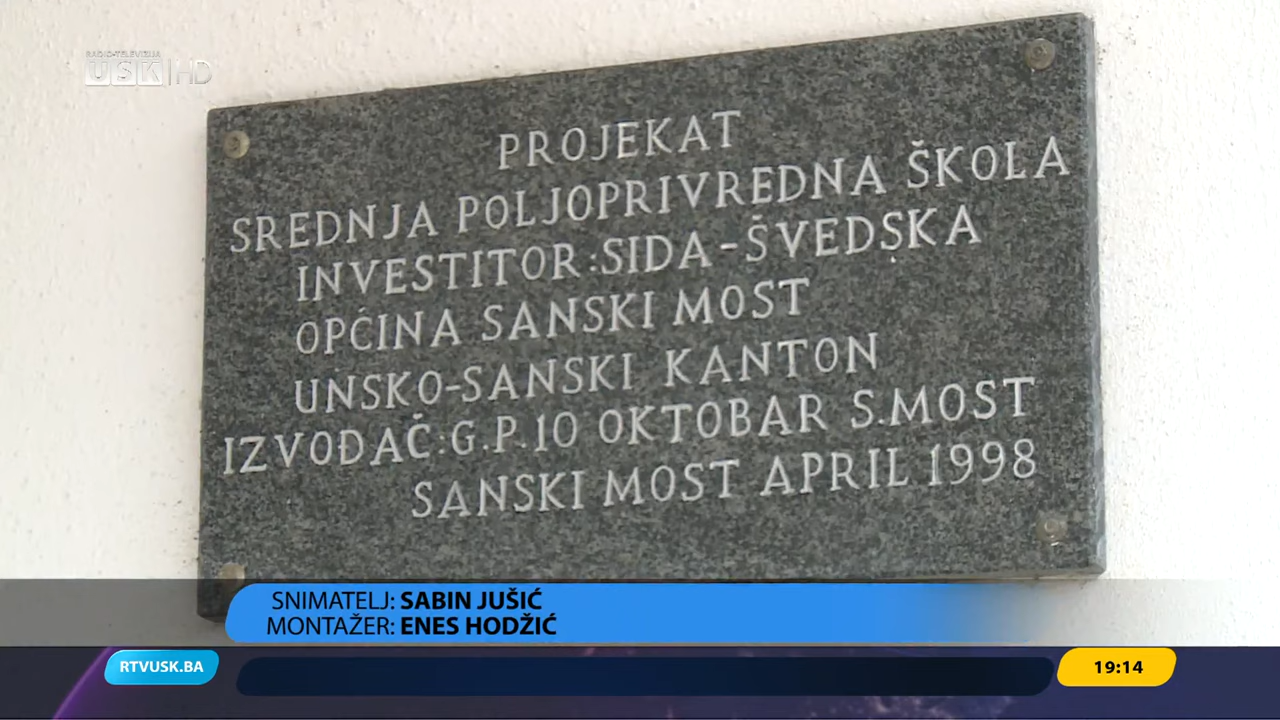 RADIO-TELEVIZIJA
USK HD
PROJEKAT
SREDNJA POLJOPRIVREDNA ŠKOLA
INVESTITOR:SIDA-ŠVEDSKA
OPĆINA SANSKI MOST
UNSKO-SANSKI KANTON
IZVOĐAČ:G.P.10 OKTOBAR S.MOST
SANSKI MOST APRIL 1998
SNIMATELJ: SABIN JUŠIĆ
MONTAŽER: ENES HODŽIĆ
RTVUSK.BA
19:14